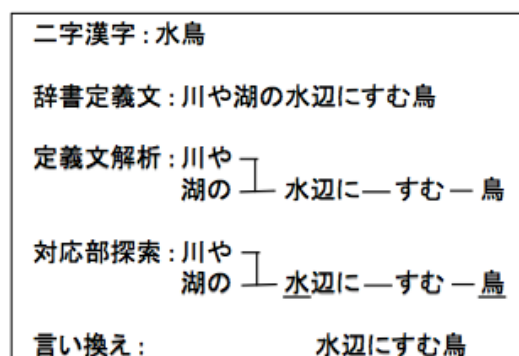 二字漢字 : 水鳥
辞書定義文 : 川や湖の水辺にすむ鳥
定義文解析 : 川や
湖の 水辺に すむ 鳥
対応部探索 : 川や
湖の 水辺に すむ 鳥
言い換え : 水辺にすむ鳥